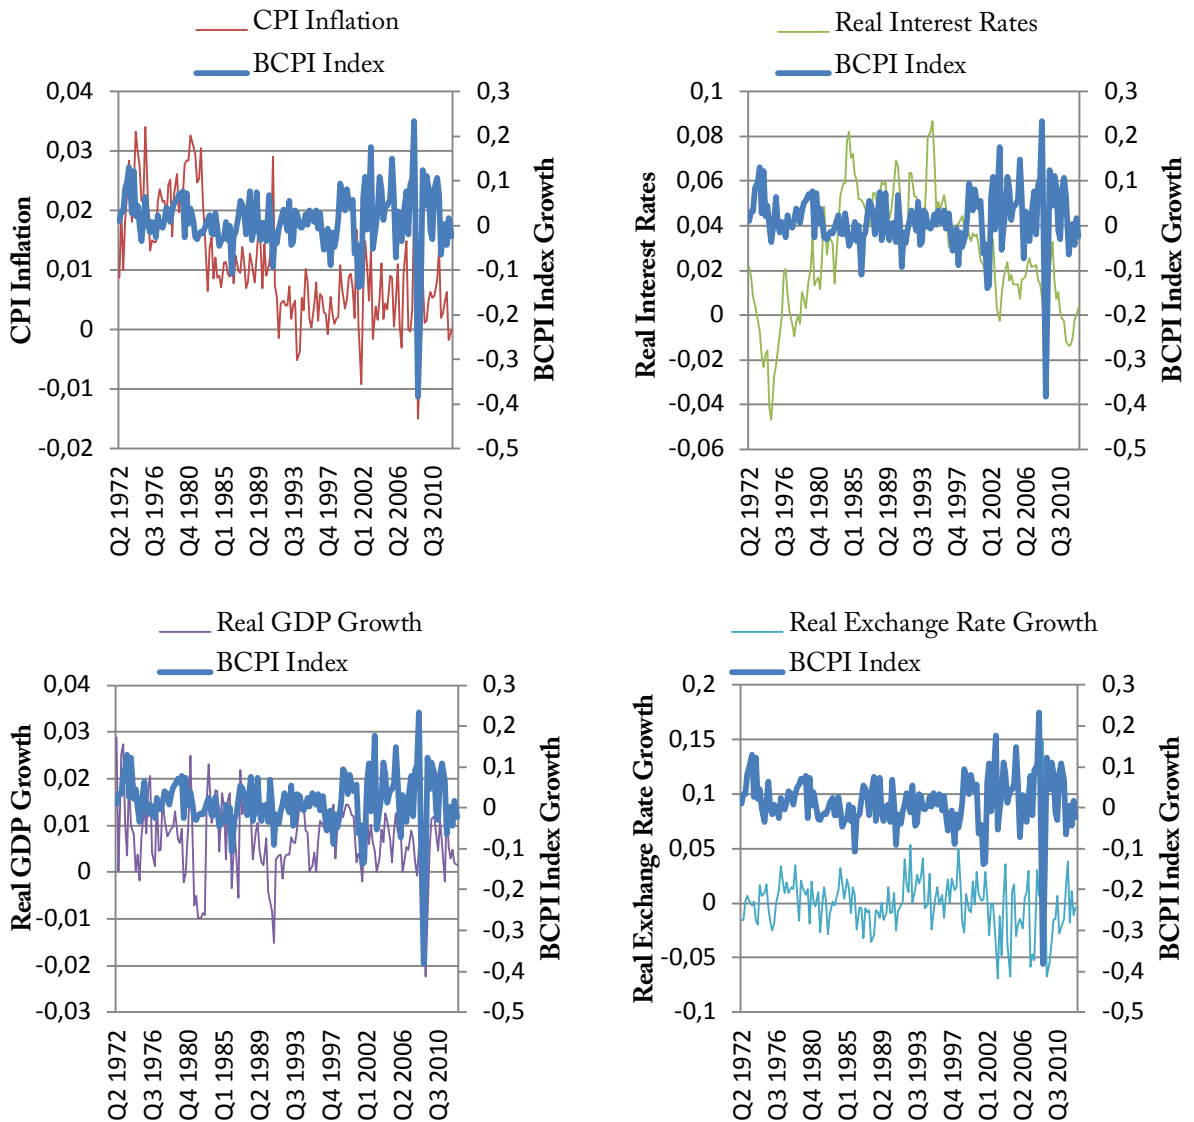 CPI Inflation
BCPI Index
0,04
0,03
0,02
0,01
0
-0,01
-0,02
CPI Inflation
0,3
0,2
0,1
0
-0,1
-0,2
-0,3
-0,4
-0,5
BCPI Index Growth
Q2 1972
Q3 1976
Q4 1980
Q1 1985
Q2 1989
Q3 1993
Q4 1997
Q1 2002
Q2 2006
Q3 2010
Real Interest Rates
BCPI Index
0,1
0,08
0,06
0,04
0,02
0
-0,02
-0,04
-0,06
Real Interest Rates
0,3
0,2
0,1
0
-0,1
-0,2
-0,3
-0,4
-0,5
BCPI Index Growth
Q2 1972
Q3 1976
Q4 1980
Q1 1985
Q2 1989
Q3 1993
Q4 1997
Q1 2002
Q2 2006
Q3 2010
Real GDP Growth
BCPI Index
0,04
0,03
0,02
0,01
0
-0,01
-0,02
-0,03
Real GDP Growth
0,3
0,2
0,1
0
-0,1
-0,2
-0,3
-0,4
-0,5
BCPI Index Growth
Q2 1972
Q3 1976
Q4 1980
Q1 1985
Q2 1989
Q3 1993
Q4 1997
Q1 2002
Q2 2006
Q3 2010
Real Exchange Rate Growth
BCPI Index
0,2
0,15
0,1
0,05
0
-0,05
-0,1
Real Exchange Rate Growth
0,3
0,2
0,1
0
-0,1
-0,2
-0,3
-0,4
-0,5
BCPI Index Growth
Q2 1972
Q3 1976
Q4 1980
Q1 1985
Q2 1989
Q3 1993
Q4 1997
Q1 2002
Q2 2006
Q3 2010